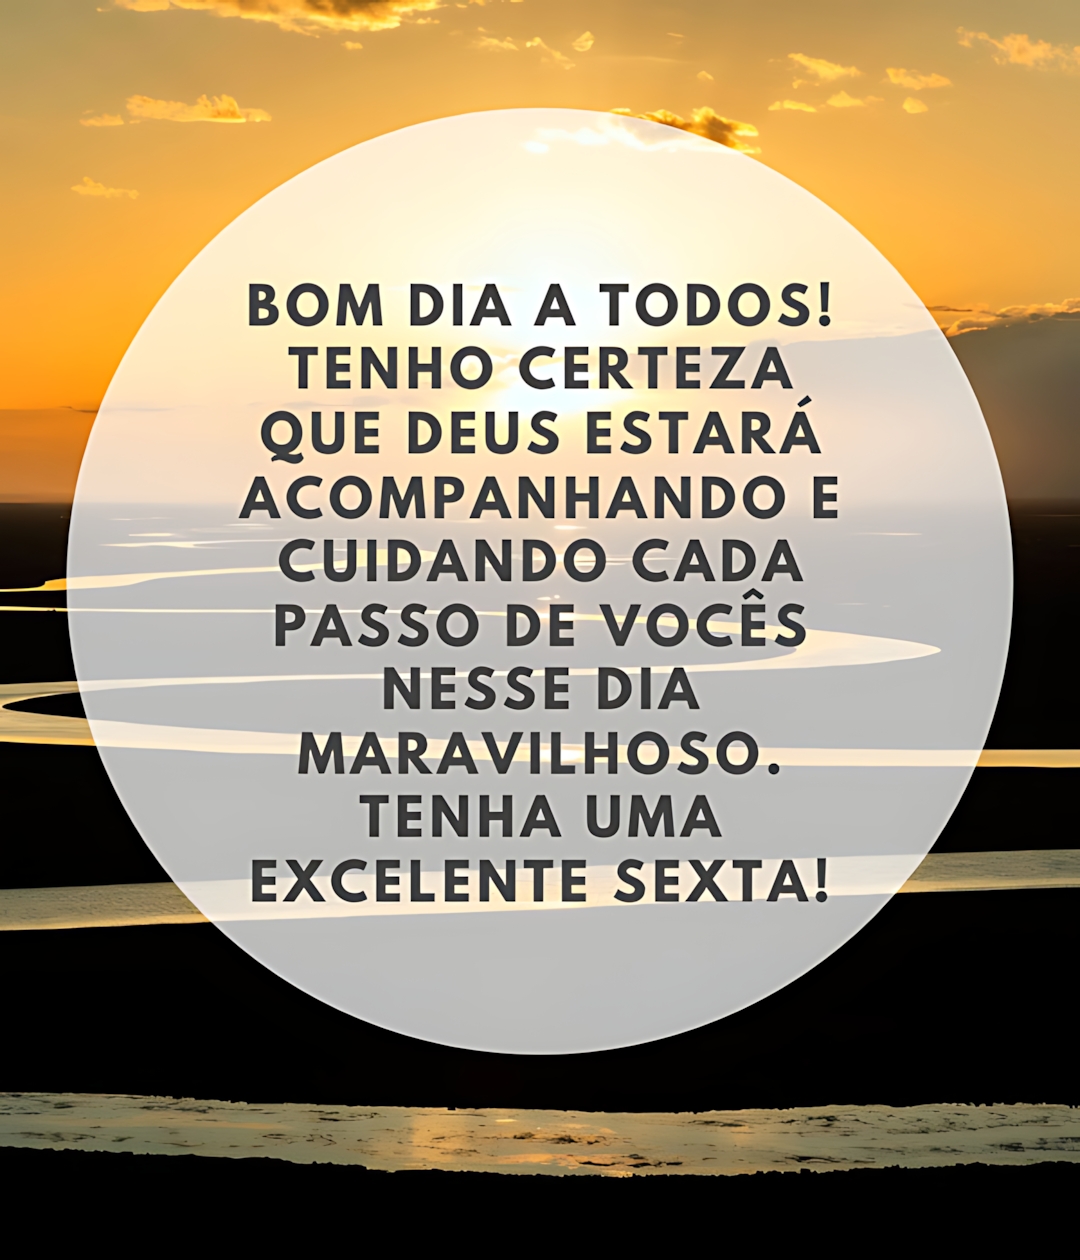 BOM DIA A TODOS!
TENHO CERTEZA
QUE DEUS ESTARÁ
ACOMPANHANDO E
CUIDANDO CADA
PASSO DE VOCÊS
NESSE DIA
MARAVILHOSO.
TENHA UMA
EXCELENTE SEXTA!